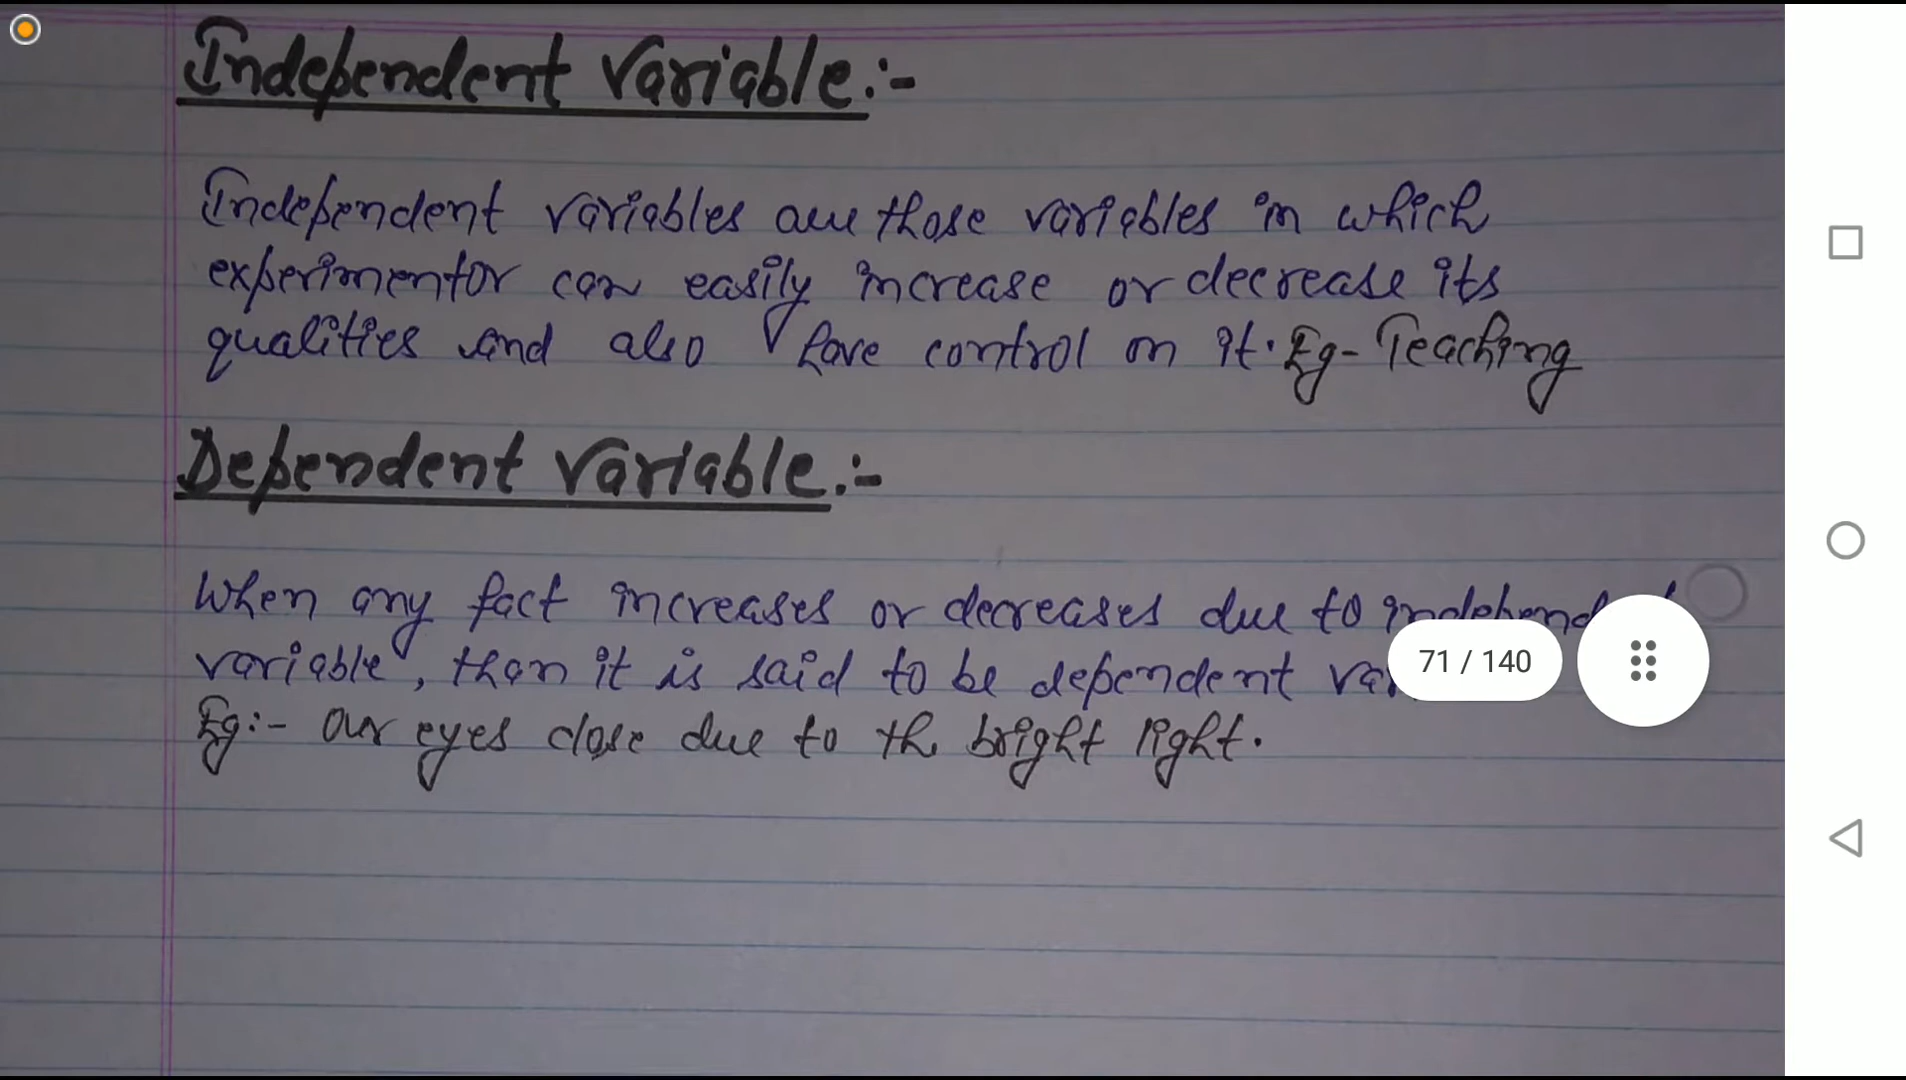 Independent Variable:-
Independent variables are those variables in which
experimentor can easily increase or decrease its
qualities and also have control on it. Eg- Teaching
Dependent Variable:-
When any fact increases or decreases due to
variable, than it is said to be dependent
71 / 140
Eg:- Our eyes close due to th bright light.